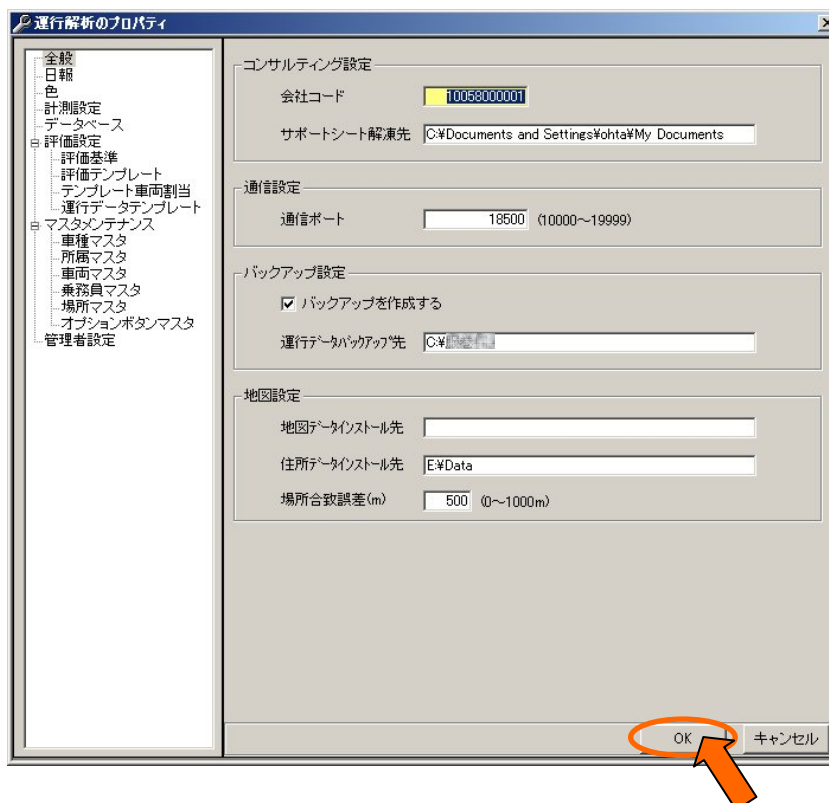 運行解析のプロパティ
全般
日報
色
計測設定
データベース
評価設定
評価基準
評価テンプレート
テンプレート車両割当
運行データテンプレート
マスタメンテナンス
車種マスタ
所属マスタ
車両マスタ
乗務員マスタ
場所マスタ
オプションボタンマスタ
管理者設定
コンサルティング設定
会社コード 10058000001
サポートシート解凍先 C:¥Documents and Settings¥ohta¥My Documents
通信設定
通信ポート 18500 (10000～19999)
バックアップ設定
バックアップを作成する
運行ﾃﾞｰﾀﾊﾞｯｸｱｯﾌﾟ先 C:¥
地図設定
地図ﾃﾞｰﾀｲﾝｽﾄｰﾙ先
住所ﾃﾞｰﾀｲﾝｽﾄｰﾙ先 E:¥Data
場所合致誤差(m) 500 (0～1000m)
OK キャンセル